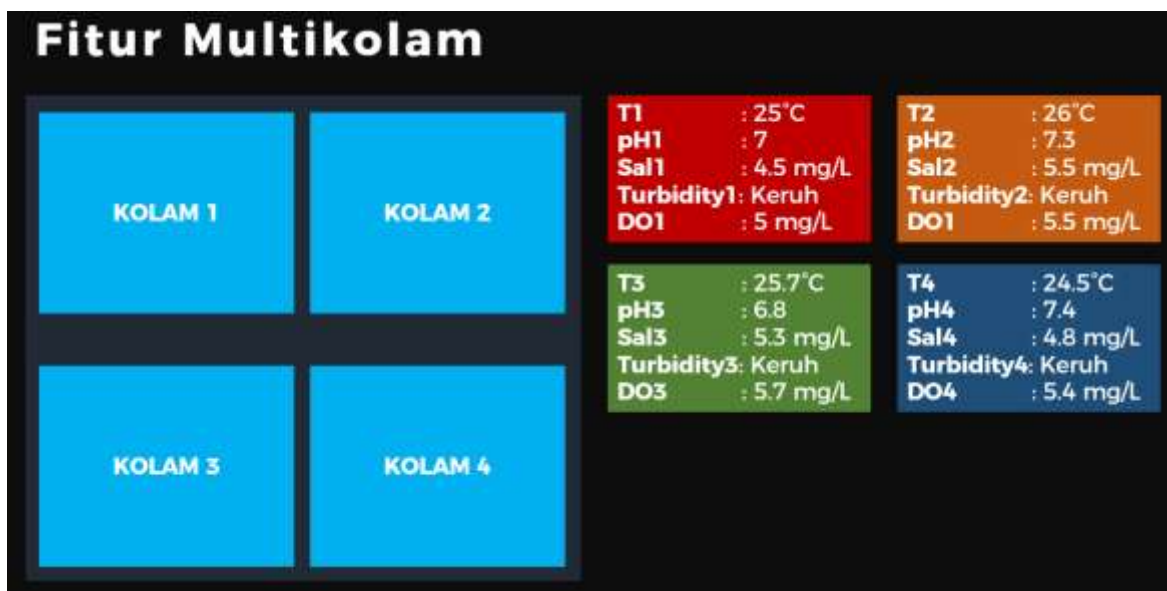 Fitur Multikolam
KOLAM 1
KOLAM 2
KOLAM 3
KOLAM 4
T1 : 25°C
pH1 : 7
Sal1 : 4.5 mg/L
Turbidity1: Keruh
DO1 : 5 mg/L
T2 : 26°C
pH2 : 7.3
Sal2 : 5.5 mg/L
Turbidity2: Keruh
DO1 : 5.5 mg/L
T3 : 25.7°C
pH3 : 6.8
Sal3 : 5.3 mg/L
Turbidity3: Keruh
DO3 : 5.7 mg/L
T4 : 24.5°C
pH4 : 7.4
Sal4 : 4.8 mg/L
Turbidity4: Keruh
DO4 : 5.4 mg/L